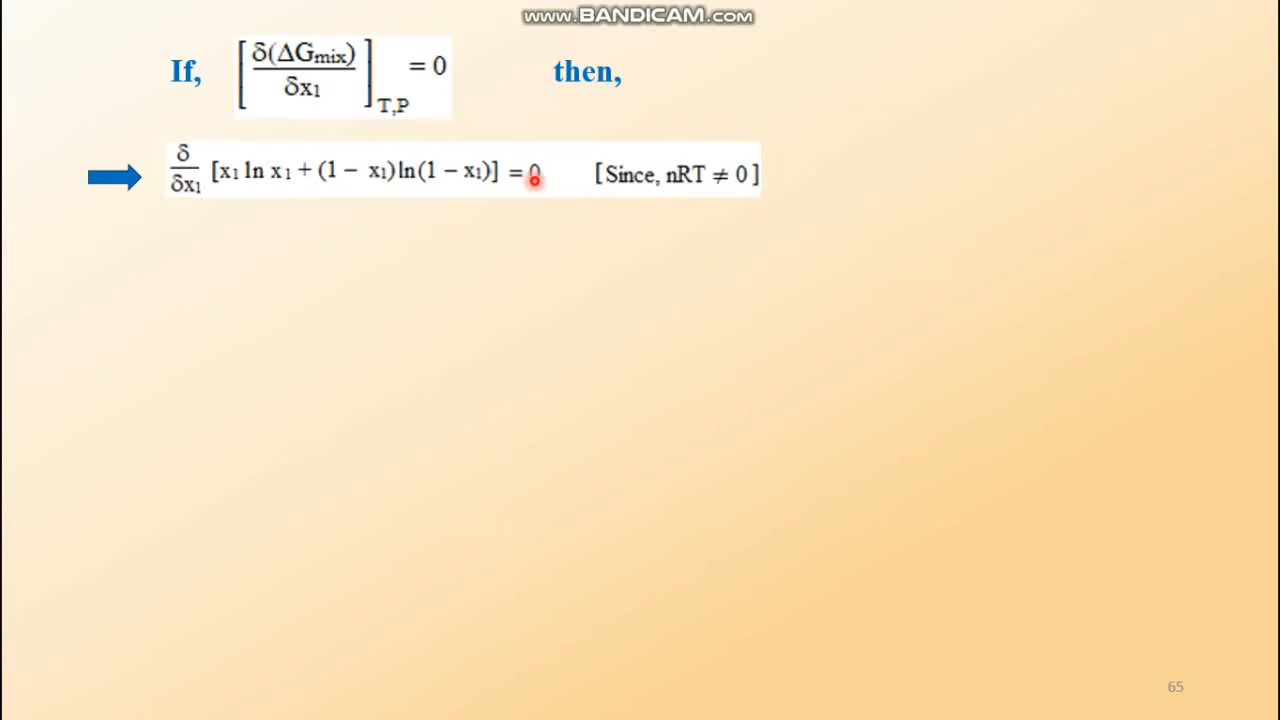 www.BANDICAM.com
If, [δ(ΔGmix)/δx₁]T,P = 0 then,
δ/δx₁ [x₁ ln x₁ + (1 − x₁)ln(1 − x₁)] = 0 [Since, nRT ≠ 0]
65